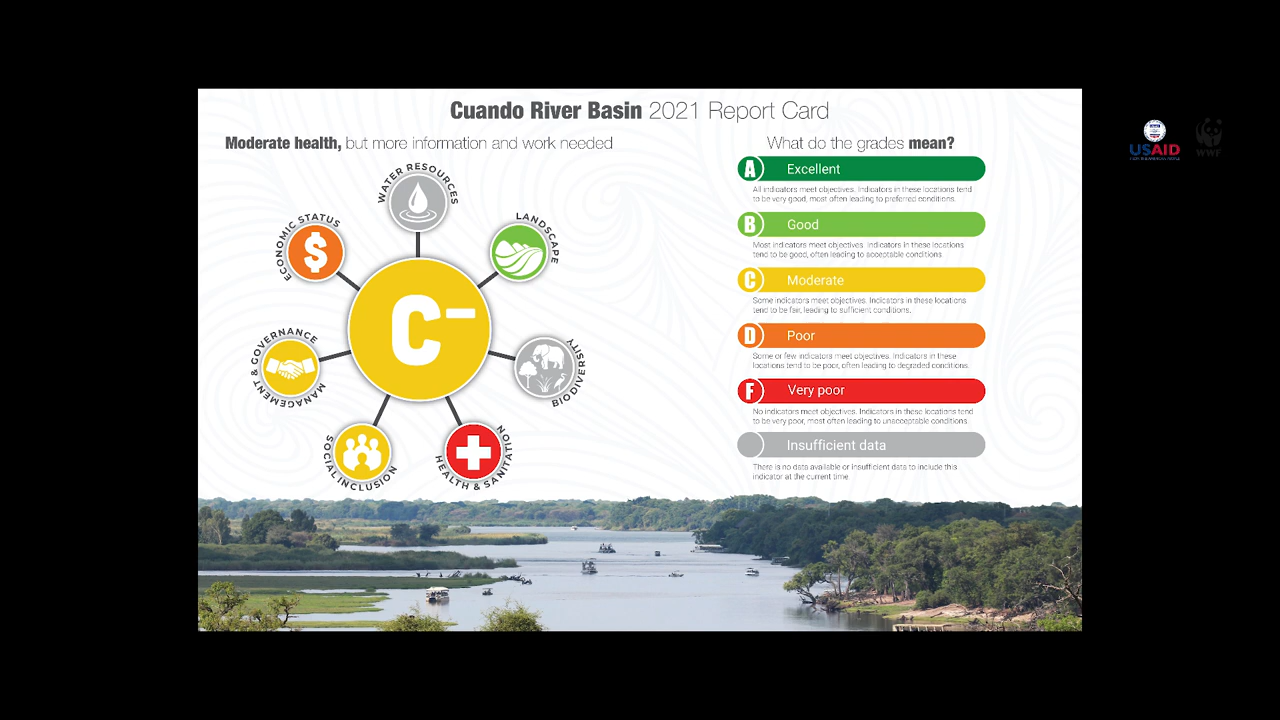 Cuando River Basin 2021 Report Card
Moderate health, but more information and work needed
WATER RESOURCES
LANDSCAPE
BIODIVERSITY
HEALTH & SANITATION
SOCIAL INCLUSION
MANAGEMENT & GOVERNANCE
ECONOMIC STATUS
$
C-
What do the grades mean?
A Excellent
All indicators meet objectives. Indicators in these locations tend
to be very good, most often leading to preferred conditions.
B Good
Most indicators meet objectives. Indicators in these locations
tend to be good, often leading to acceptable conditions.
C Moderate
Some indicators meet objectives. Indicators in these locations
tend to be fair, leading to sufficient conditions.
D Poor
Some or few indicators meet objectives. Indicators in these
locations tend to be poor, often leading to degraded conditions.
F Very poor
No indicators meet objectives. Indicators in these locations tend
to be very poor, most often leading to unacceptable conditions.
Insufficient data
There is no data available or insufficient data to include this
indicator at the current time.
USAID
WWF